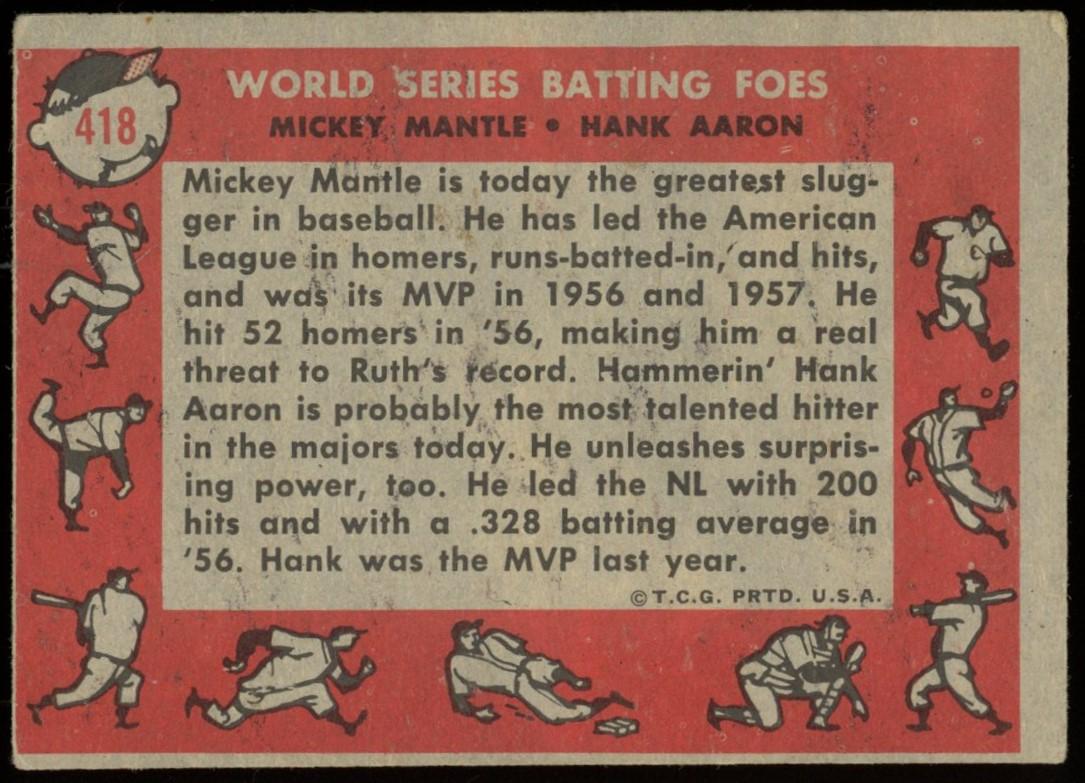 418
WORLD SERIES BATTING FOES
MICKEY MANTLE • HANK AARON
Mickey Mantle is today the greatest slug-
ger in baseball. He has led the American
League in homers, runs-batted-in, and hits,
and was its MVP in 1956 and 1957. He
hit 52 homers in '56, making him a real
threat to Ruth's record. Hammerin' Hank
Aaron is probably the most talented hitter
in the majors today. He unleashes surpris-
ing power, too. He led the NL with 200
hits and with a .328 batting average in
'56. Hank was the MVP last year.
©T.C.G. PRTD. U.S.A.